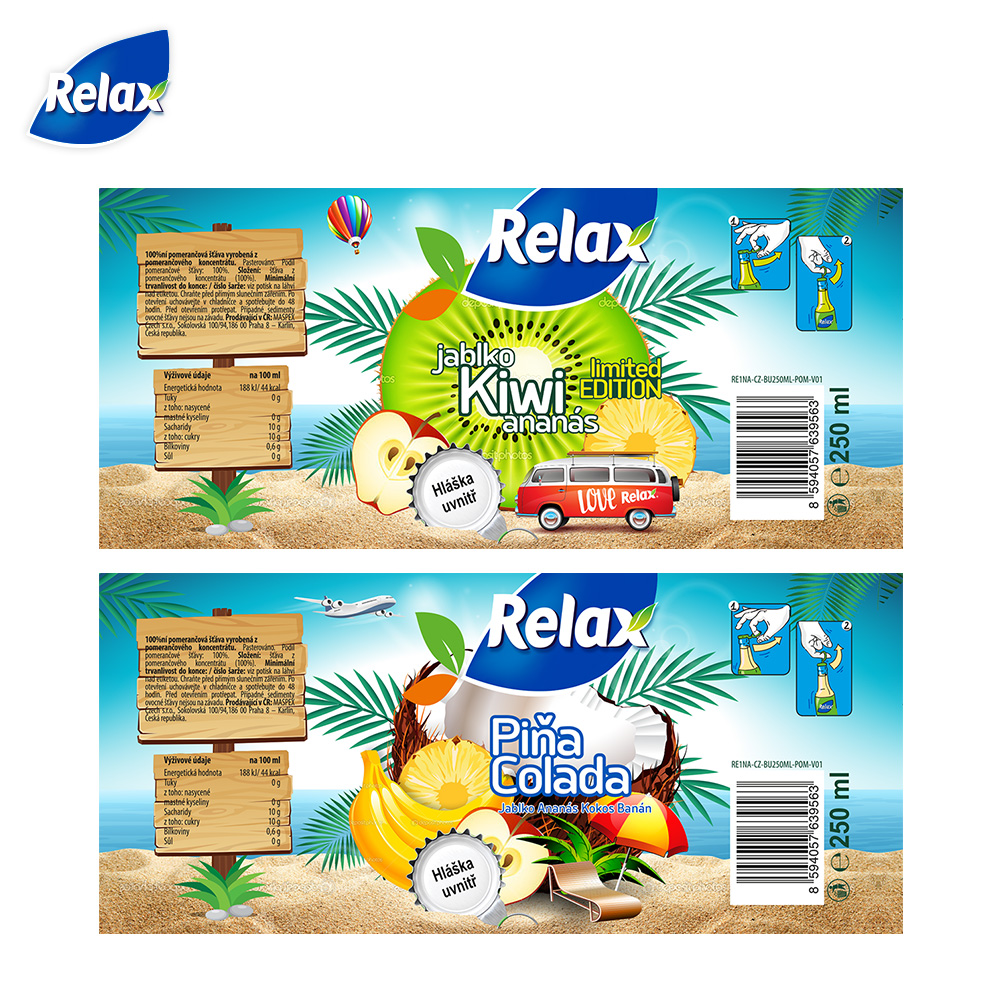 Relax
100%ní pomerančová šťáva vyrobená z
pomerančového koncentrátu. Pasterováno. Podíl
pomerančové šťávy: 100%. Složení: šťáva z
pomerančového koncentrátu (100%). Minimální
trvanlivost do konce: / číslo šarže: viz potisk na láhvi
nad etiketou. Chraňte před přímým slunečním zářením. Po
otevření uchovávejte v chladničce a spotřebujte do 48
hodin. Před otevřením protřepat. Případné sedimenty
ovocné šťávy nejsou na závadu. Prodávající v ČR: MASPEX
Czech s.r.o., Sokolovská 100/94,186 00 Praha 8 – Karlín,
Česká republika.
Výživové údaje na 100 ml
Energetická hodnota 188 kJ/ 44 kcal
Tuky 0 g
z toho: nasycené
mastné kyseliny 0 g
Sacharidy 10 g
z toho: cukry 10 g
Bílkoviny 0,6 g
Sůl 0 g
Relax
jablko
Kiwi
ananás
limited
EDITION
Hláška
uvnitř
LOVE Relax
1
2
Relax
RE1NA-CZ-BU250ML-POM-V01
8 594057 639563
e 250 ml
100%ní pomerančová šťáva vyrobená z
pomerančového koncentrátu. Pasterováno. Podíl
pomerančové šťávy: 100%. Složení: šťáva z
pomerančového koncentrátu (100%). Minimální
trvanlivost do konce: / číslo šarže: viz potisk na láhvi
nad etiketou. Chraňte před přímým slunečním zářením. Po
otevření uchovávejte v chladničce a spotřebujte do 48
hodin. Před otevřením protřepat. Případné sedimenty
ovocné šťávy nejsou na závadu. Prodávající v ČR: MASPEX
Czech s.r.o., Sokolovská 100/94,186 00 Praha 8 – Karlín,
Česká republika.
Výživové údaje na 100 ml
Energetická hodnota 188 kJ/ 44 kcal
Tuky 0 g
z toho: nasycené
mastné kyseliny 0 g
Sacharidy 10 g
z toho: cukry 10 g
Bílkoviny 0,6 g
Sůl 0 g
Relax
Piňa
Colada
Jablko Ananás Kokos Banán
Hláška
uvnitř
1
2
Relax
RE1NA-CZ-BU250ML-POM-V01
8 594057 639563
e 250 ml